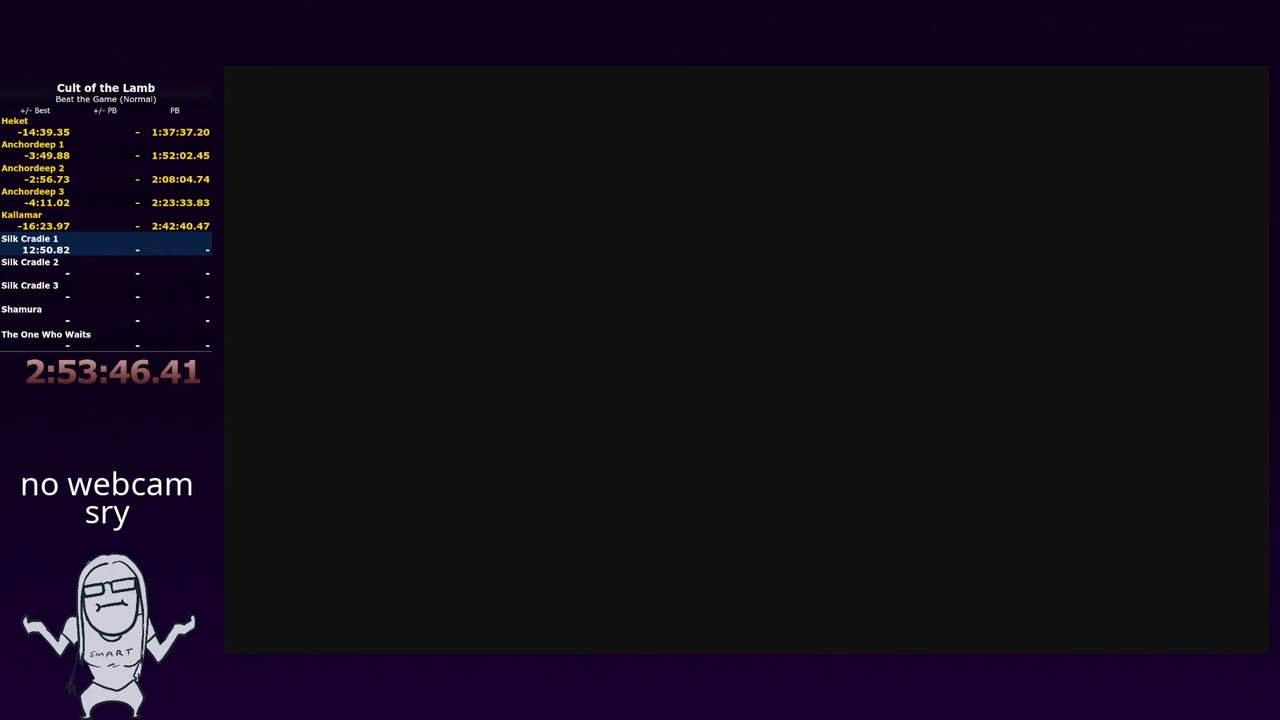 Cult of the Lamb
Beat the Game (Normal)
+/- Best +/- PB PB
Heket
-14:39.35 - 1:37:37.20
Anchordeep 1
-3:49.88 - 1:52:02.45
Anchordeep 2
-2:56.73 - 2:08:04.74
Anchordeep 3
-4:11.02 - 2:23:33.83
Kallamar
-16:23.97 - 2:42:40.47
Silk Cradle 1
12:50.82 - -
Silk Cradle 2
- - -
Silk Cradle 3
- - -
Shamura
- - -
The One Who Waits
- - -
2:53:46.41
no webcam
sry
SMART